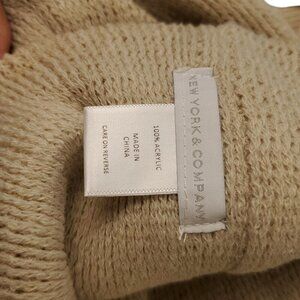 NEW YORK & COMPANY
100% ACRYLIC
MADE IN
CHINA
CARE ON REVERSE